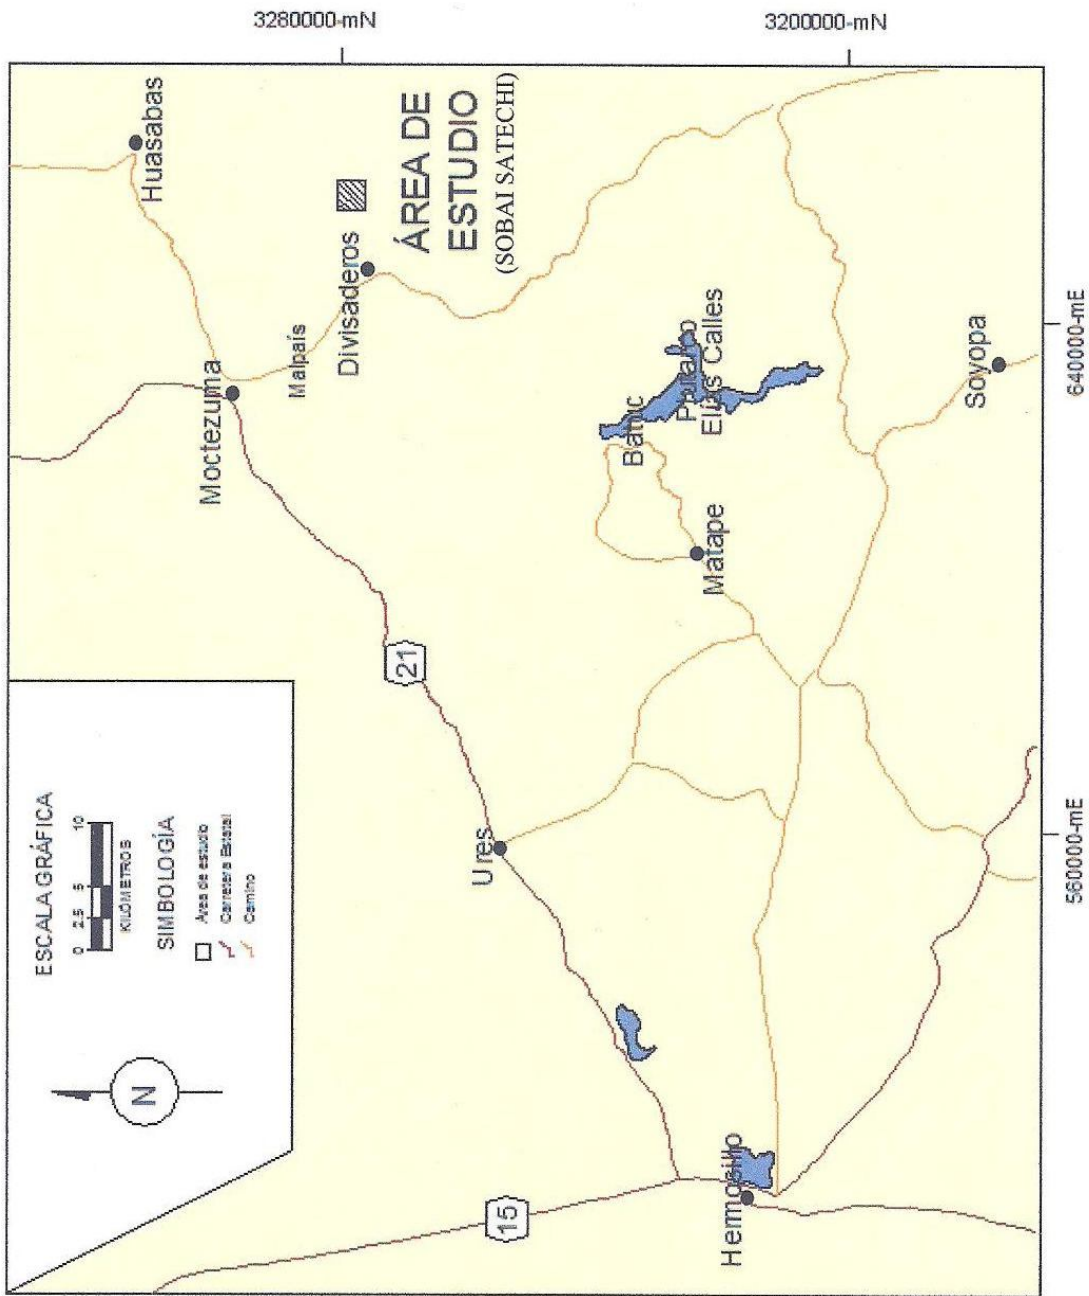 3280000-mN
3200000-mN
Huasabas
ÁREA DE
ESTUDIO
(SOBAI SATECHI)
Divisaderos
Malpaís
Moctezuma
640000-mE
Elías Calles
Soyopa
Matape
21
ESCALA GRÁFICA
0 2.5 5 10
KILÓMETROS
SIMBOLOGÍA
Área de estudio
Carretera Estatal
Camino
N
Ures
560000-mE
15
Hermosillo